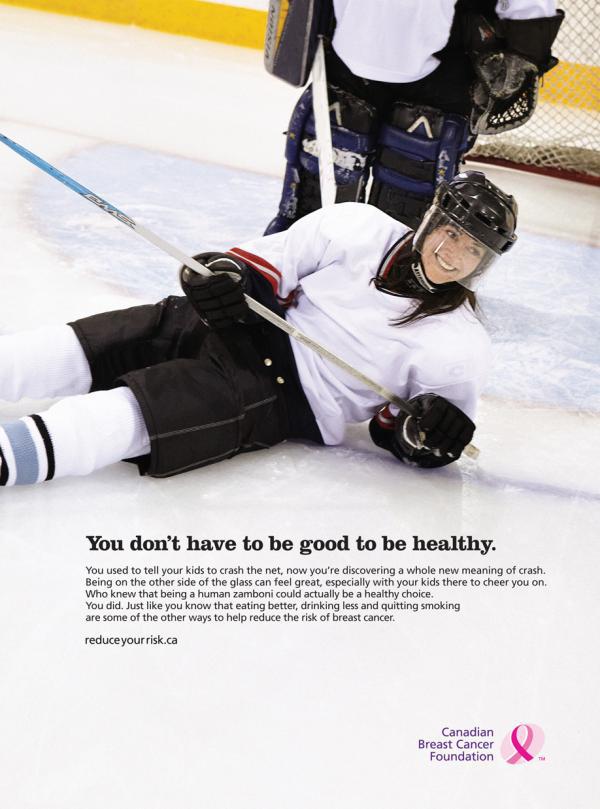 You don't have to be good to be healthy.
You used to tell your kids to crash the net, now you're discovering a whole new meaning of crash.
Being on the other side of the glass can feel great, especially with your kids there to cheer you on.
Who knew that being a human zamboni could actually be a healthy choice.
You did. Just like you know that eating better, drinking less and quitting smoking
are some of the other ways to help reduce the risk of breast cancer.
reduceyourrisk.ca
Canadian
Breast Cancer
Foundation
TM